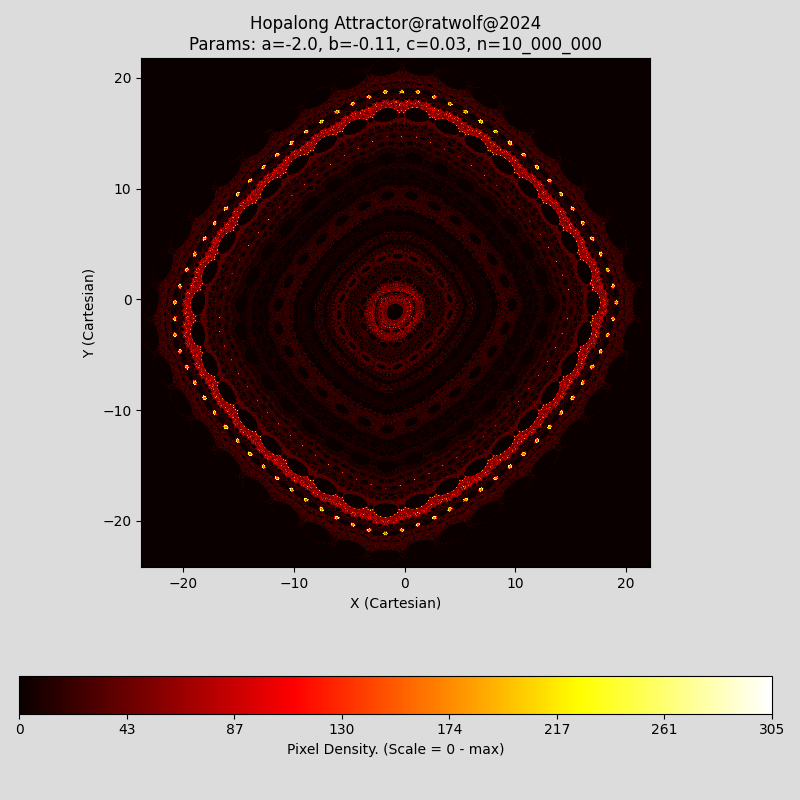 Hopalong Attractor@ratwolf@2024
Params: a=-2.0, b=-0.11, c=0.03, n=10_000_000
20
10
0
−10
−20
Y (Cartesian)
−20 −10 0 10 20
X (Cartesian)
0 43 87 130 174 217 261 305
Pixel Density. (Scale = 0 - max)